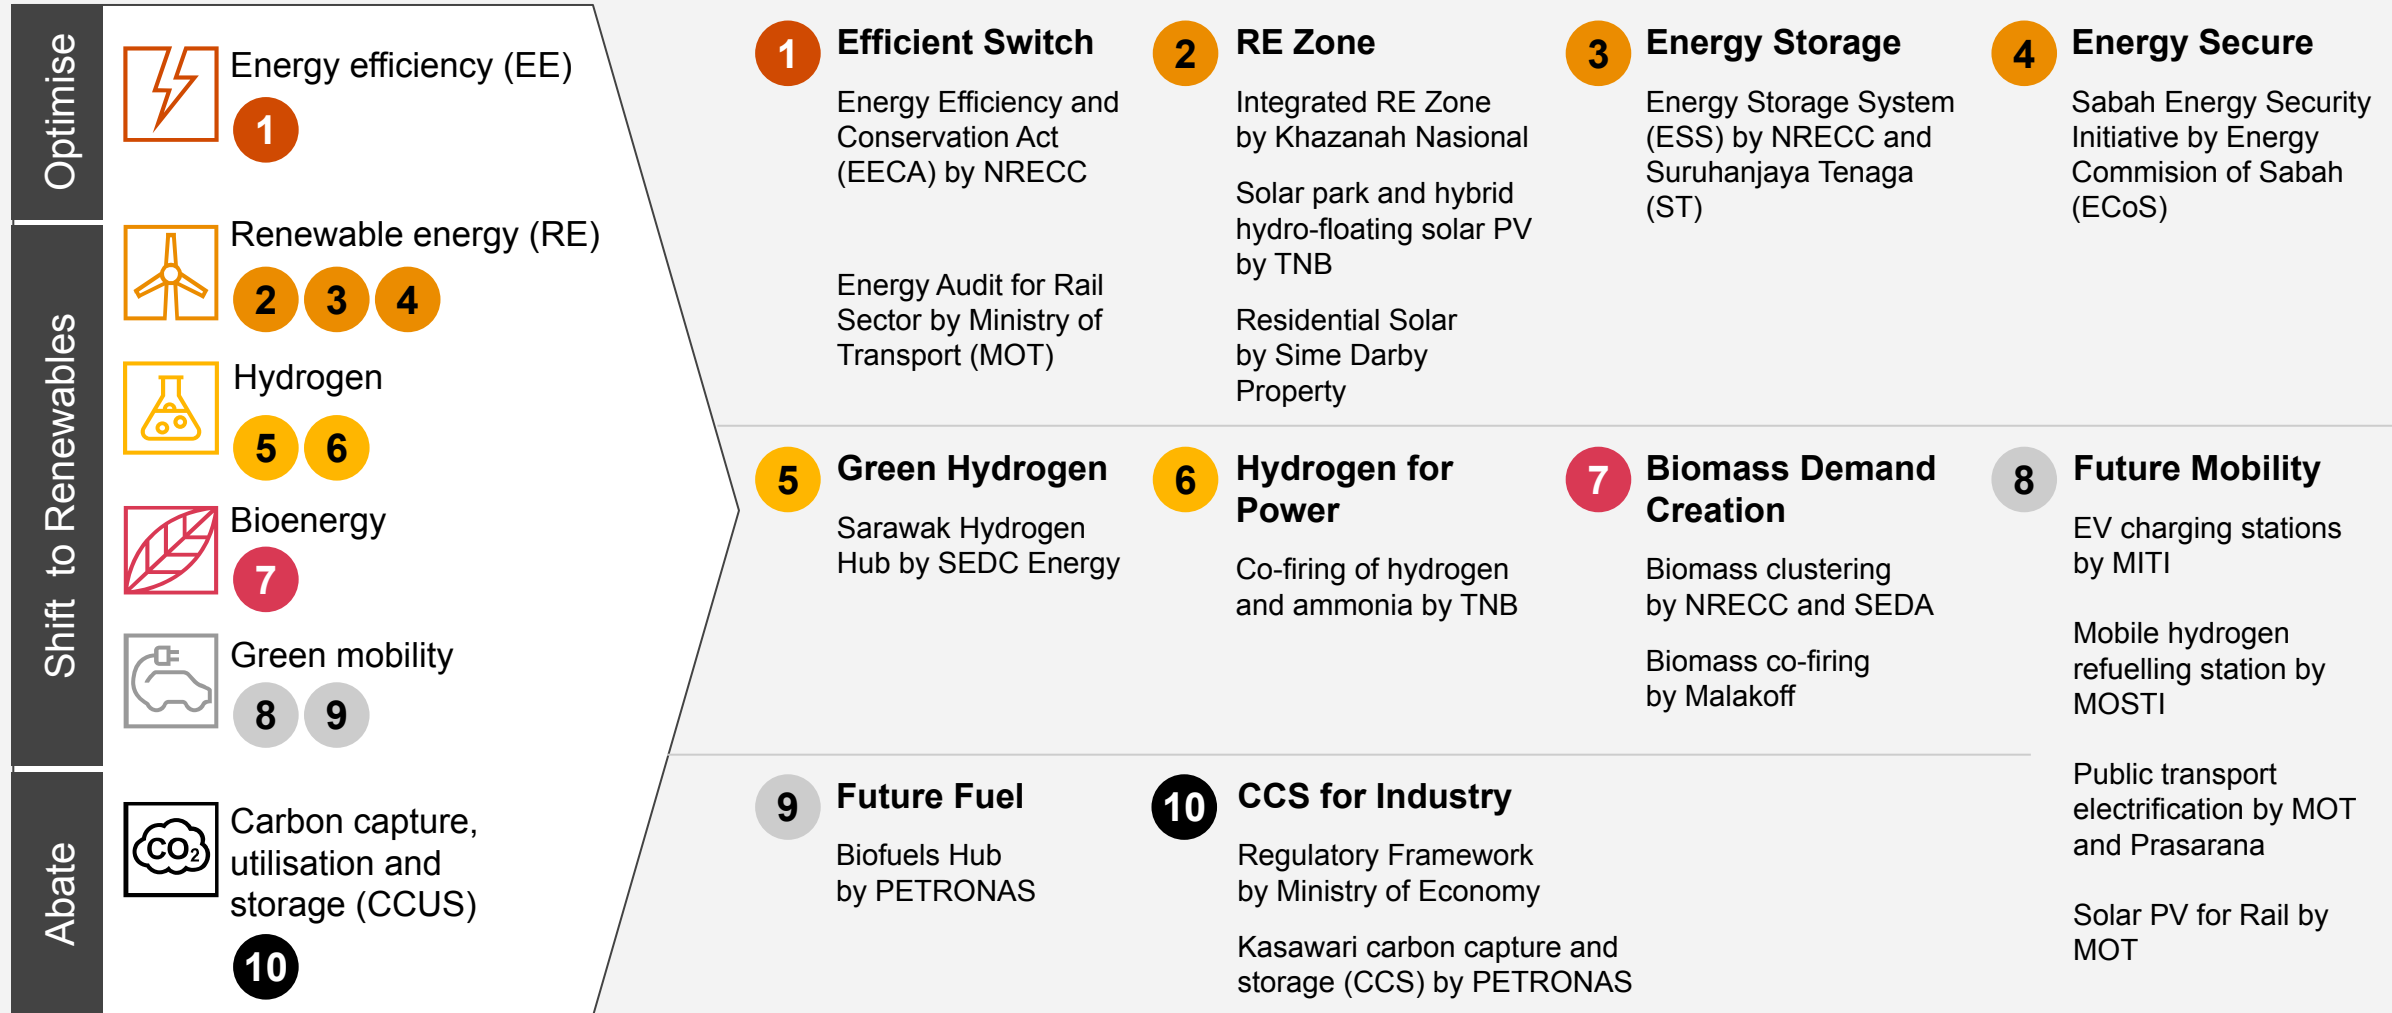 Optimise
Energy efficiency (EE)
1
Shift to Renewables
Renewable energy (RE)
2 3 4
Hydrogen
5 6
Bioenergy
7
Green mobility
8 9
Abate
CO2
Carbon capture,
utilisation and
storage (CCUS)
10
1 Efficient Switch
Energy Efficiency and
Conservation Act
(EECA) by NRECC
Energy Audit for Rail
Sector by Ministry of
Transport (MOT)
2 RE Zone
Integrated RE Zone
by Khazanah Nasional
Solar park and hybrid
hydro-floating solar PV
by TNB
Residential Solar
by Sime Darby
Property
3 Energy Storage
Energy Storage System
(ESS) by NRECC and
Suruhanjaya Tenaga
(ST)
4 Energy Secure
Sabah Energy Security
Initiative by Energy
Commision of Sabah
(ECoS)
5 Green Hydrogen
Sarawak Hydrogen
Hub by SEDC Energy
6 Hydrogen for
Power
Co-firing of hydrogen
and ammonia by TNB
7 Biomass Demand
Creation
Biomass clustering
by NRECC and SEDA
Biomass co-firing
by Malakoff
8 Future Mobility
EV charging stations
by MITI
Mobile hydrogen
refuelling station by
MOSTI
Public transport
electrification by MOT
and Prasarana
Solar PV for Rail by
MOT
9 Future Fuel
Biofuels Hub
by PETRONAS
10 CCS for Industry
Regulatory Framework
by Ministry of Economy
Kasawari carbon capture and
storage (CCS) by PETRONAS